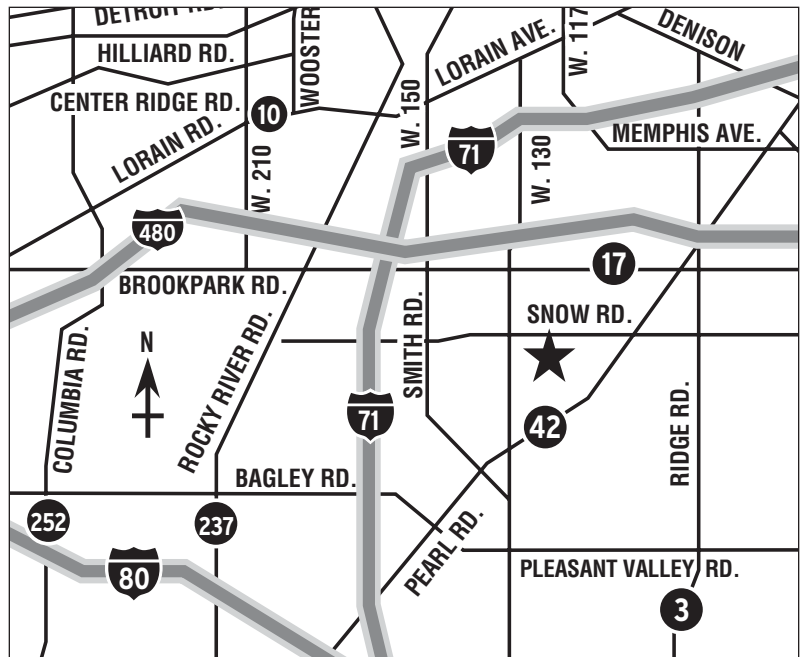 DETROIT RD.
HILLIARD RD.
WOOSTER
LORAIN AVE.
W. 117
DENISON
CENTER RIDGE RD.
10
LORAIN RD.
W. 210
W. 150
71
W. 130
MEMPHIS AVE.
480
17
BROOKPARK RD.
SNOW RD.
COLUMBIA RD.
N
ROCKY RIVER RD.
SMITH RD.
71
42
RIDGE RD.
BAGLEY RD.
252
237
80
PEARL RD.
PLEASANT VALLEY RD.
3